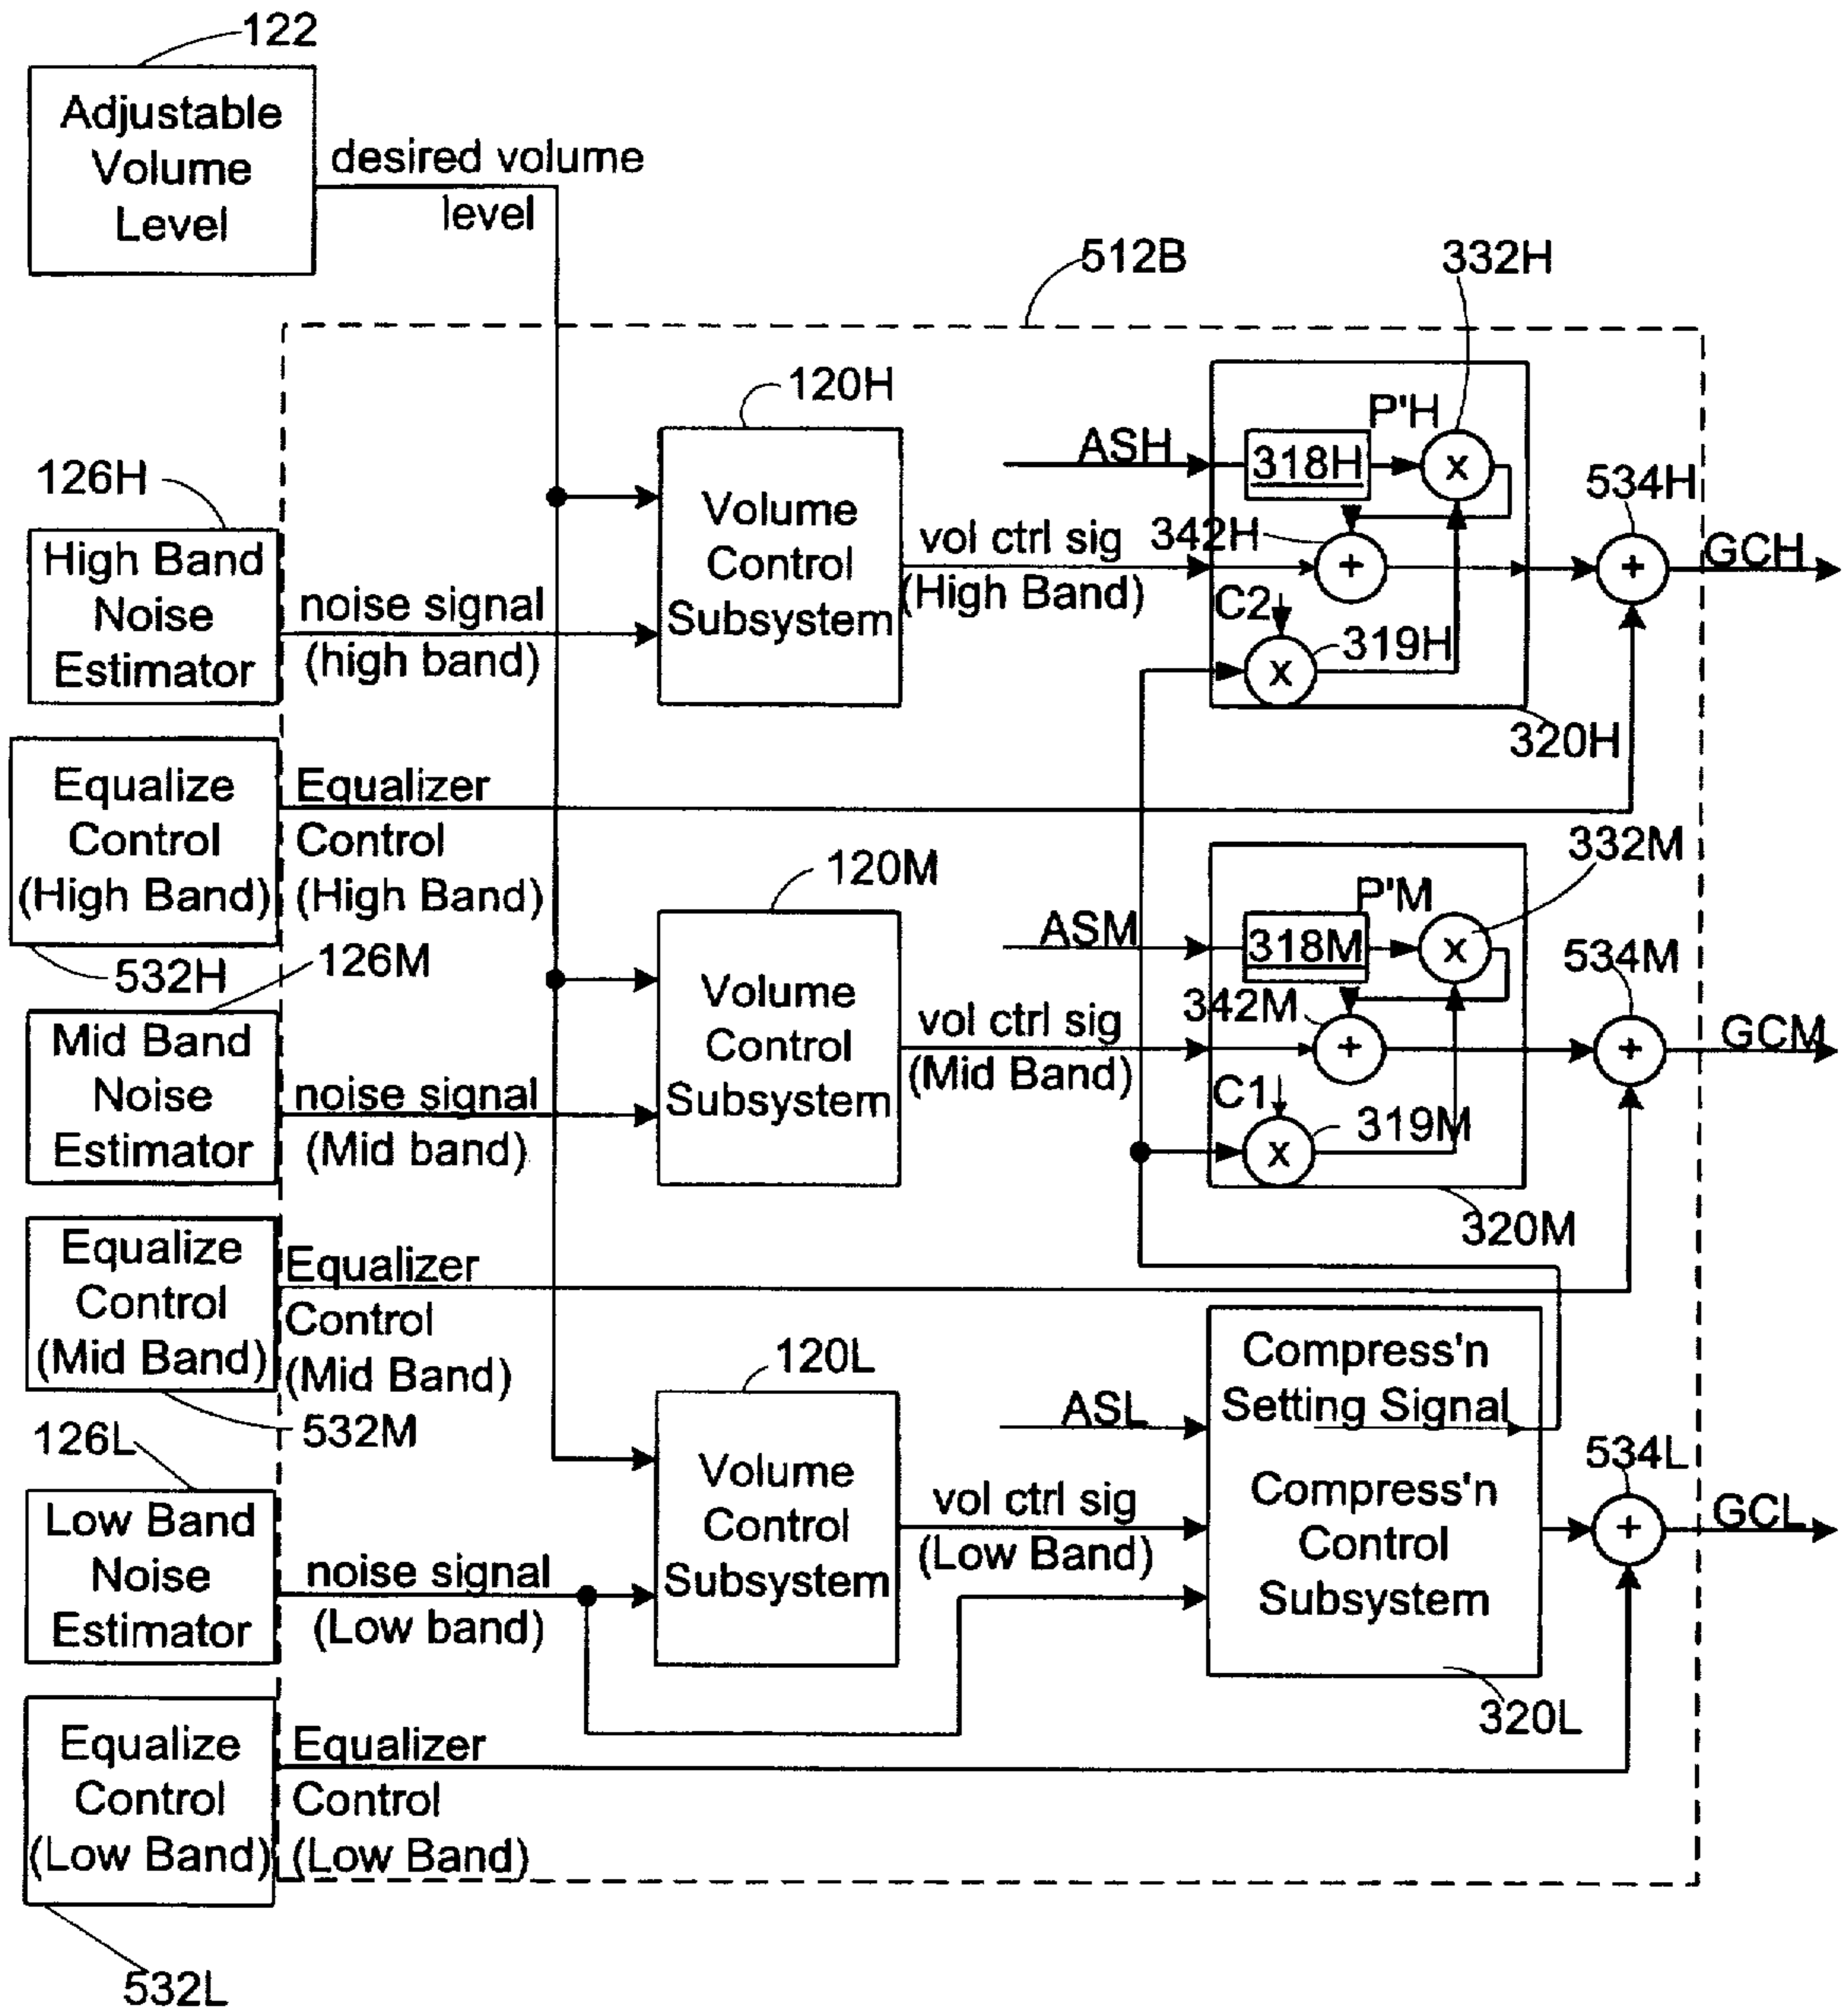 122
Adjustable
Volume
Level
desired volume
level
512B
332H
120H
P'H
ASH
318H
534H
126H
High Band
Noise
Estimator
noise signal
(high band)
Volume
Control
Subsystem
vol ctrl sig
(High Band)
342H
+
x
C2
x
319H
+
GCH
320H
Equalize
Control
(High Band)
Equalizer
Control
(High Band)
532H
120M
332M
P'M
ASM
318M
x
534M
126M
Mid Band
Noise
Estimator
noise signal
(Mid band)
Volume
Control
Subsystem
vol ctrl sig
(Mid Band)
342M
+
C1
x
319M
+
GCM
320M
Equalize
Control
(Mid Band)
Equalizer
Control
(Mid Band)
532M
120L
Compress'n
Setting Signal
ASL
534L
126L
Low Band
Noise
Estimator
noise signal
(Low band)
Volume
Control
Subsystem
vol ctrl sig
(Low Band)
Compress'n
Control
Subsystem
+
GCL
320L
Equalize
Control
(Low Band)
Equalizer
Control
(Low Band)
532L